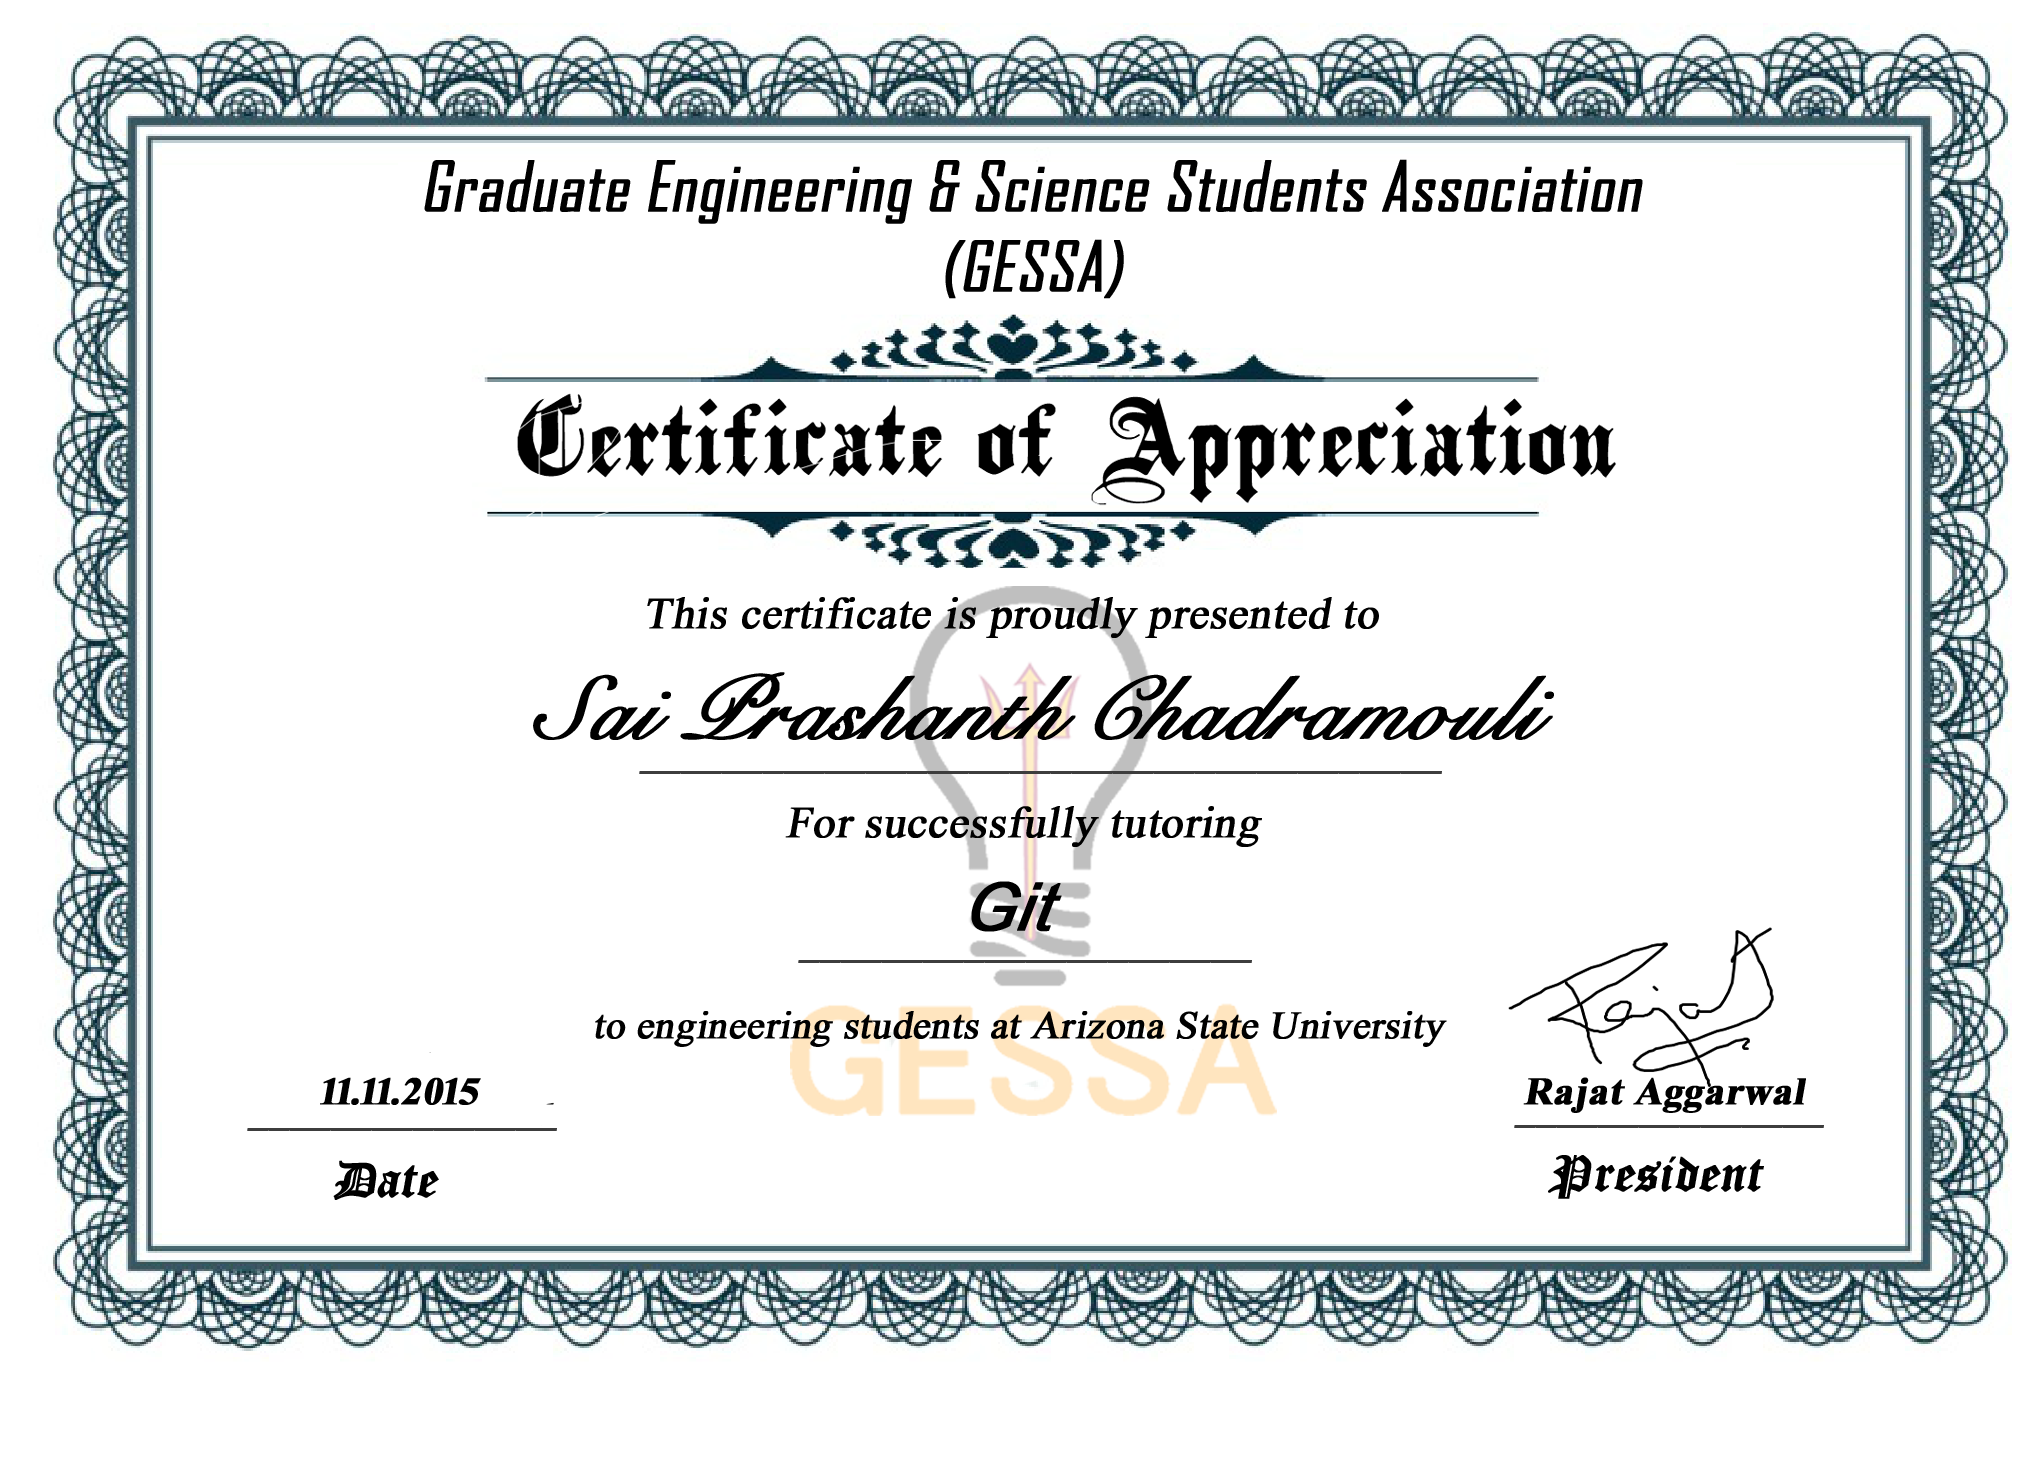 Graduate Engineering & Science Students Association
(GESSA)
Certificate of Appreciation
This certificate is proudly presented to
Sai Prashanth Chadramouli
For successfully tutoring
Git
to engineering students at Arizona State University
GESSA
Rajat
11.11.2015
Rajat Aggarwal
Date
President